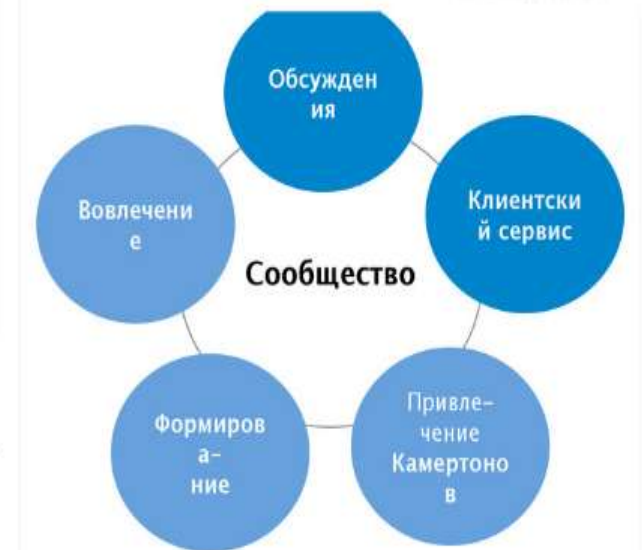 Обсужден
ия
Клиентски
й сервис
Вовлечени
е
Сообщество
Привле-
чение
Камертоно
в
Формиров
а-
ние